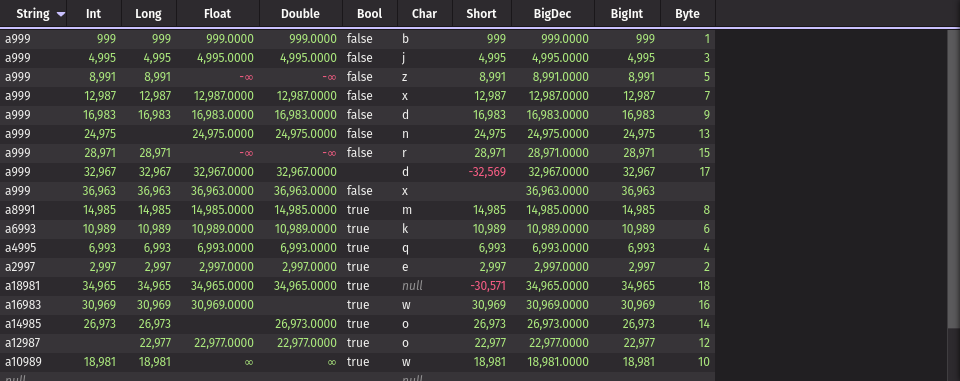 String Int Long Float Double Bool Char Short BigDec BigInt Byte
a999 999 999 999.0000 999.0000 false b 999 999.0000 999 1
a999 4,995 4,995 4,995.0000 4,995.0000 false j 4,995 4,995.0000 4,995 3
a999 8,991 8,991 -∞ -∞ false z 8,991 8,991.0000 8,991 5
a999 12,987 12,987 12,987.0000 12,987.0000 false x 12,987 12,987.0000 12,987 7
a999 16,983 16,983 16,983.0000 16,983.0000 false d 16,983 16,983.0000 16,983 9
a999 24,975 24,975.0000 24,975.0000 false n 24,975 24,975.0000 24,975 13
a999 28,971 28,971 -∞ -∞ false r 28,971 28,971.0000 28,971 15
a999 32,967 32,967 32,967.0000 32,967.0000 d -32,569 32,967.0000 32,967 17
a999 36,963 36,963 36,963.0000 36,963.0000 false x 36,963.0000 36,963
a8991 14,985 14,985 14,985.0000 14,985.0000 true m 14,985 14,985.0000 14,985 8
a6993 10,989 10,989 10,989.0000 10,989.0000 true k 10,989 10,989.0000 10,989 6
a4995 6,993 6,993 6,993.0000 6,993.0000 true q 6,993 6,993.0000 6,993 4
a2997 2,997 2,997 2,997.0000 2,997.0000 true e 2,997 2,997.0000 2,997 2
a18981 34,965 34,965 34,965.0000 34,965.0000 true null -30,571 34,965.0000 34,965 18
a16983 30,969 30,969 30,969.0000 true w 30,969 30,969.0000 30,969 16
a14985 26,973 26,973 26,973.0000 true o 26,973 26,973.0000 26,973 14
a12987 22,977 22,977.0000 22,977.0000 true o 22,977 22,977.0000 22,977 12
a10989 18,981 18,981 ∞ ∞ true w 18,981 18,981.0000 18,981 10
null null